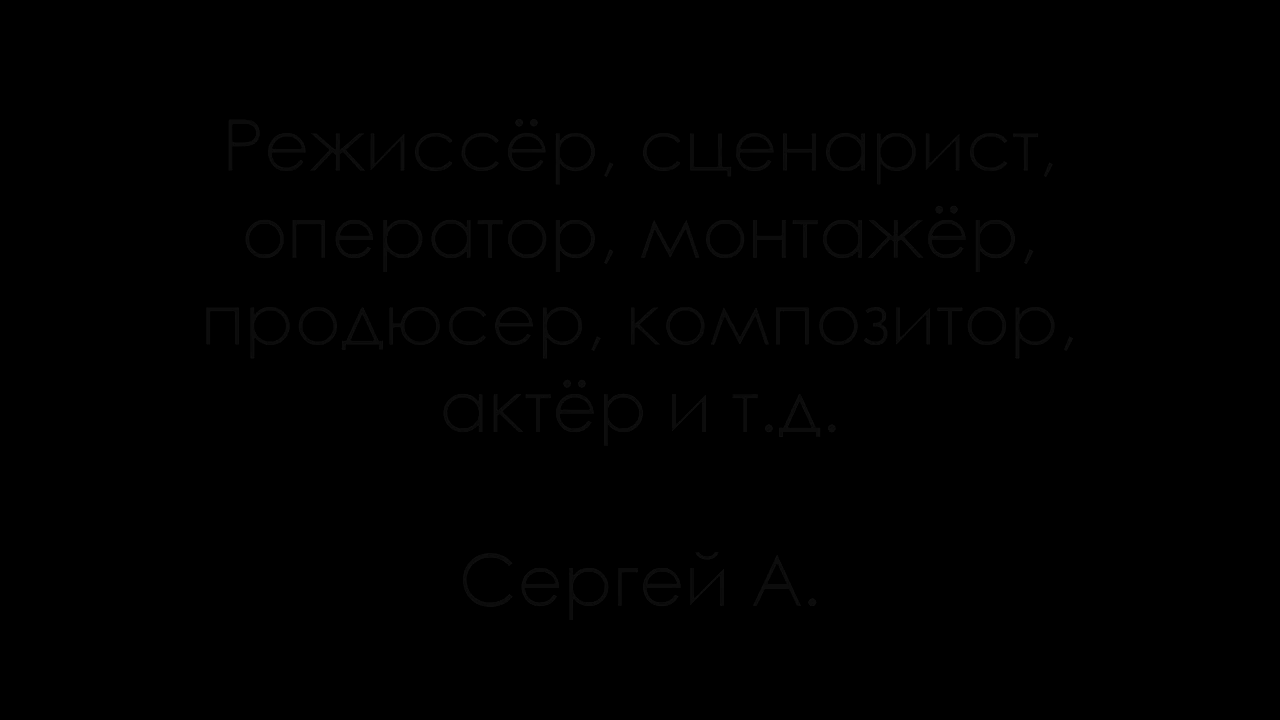 Режиссёр, сценарист,
оператор, монтажёр,
продюсер, композитор,
актёр и т.д.
Сергей А.